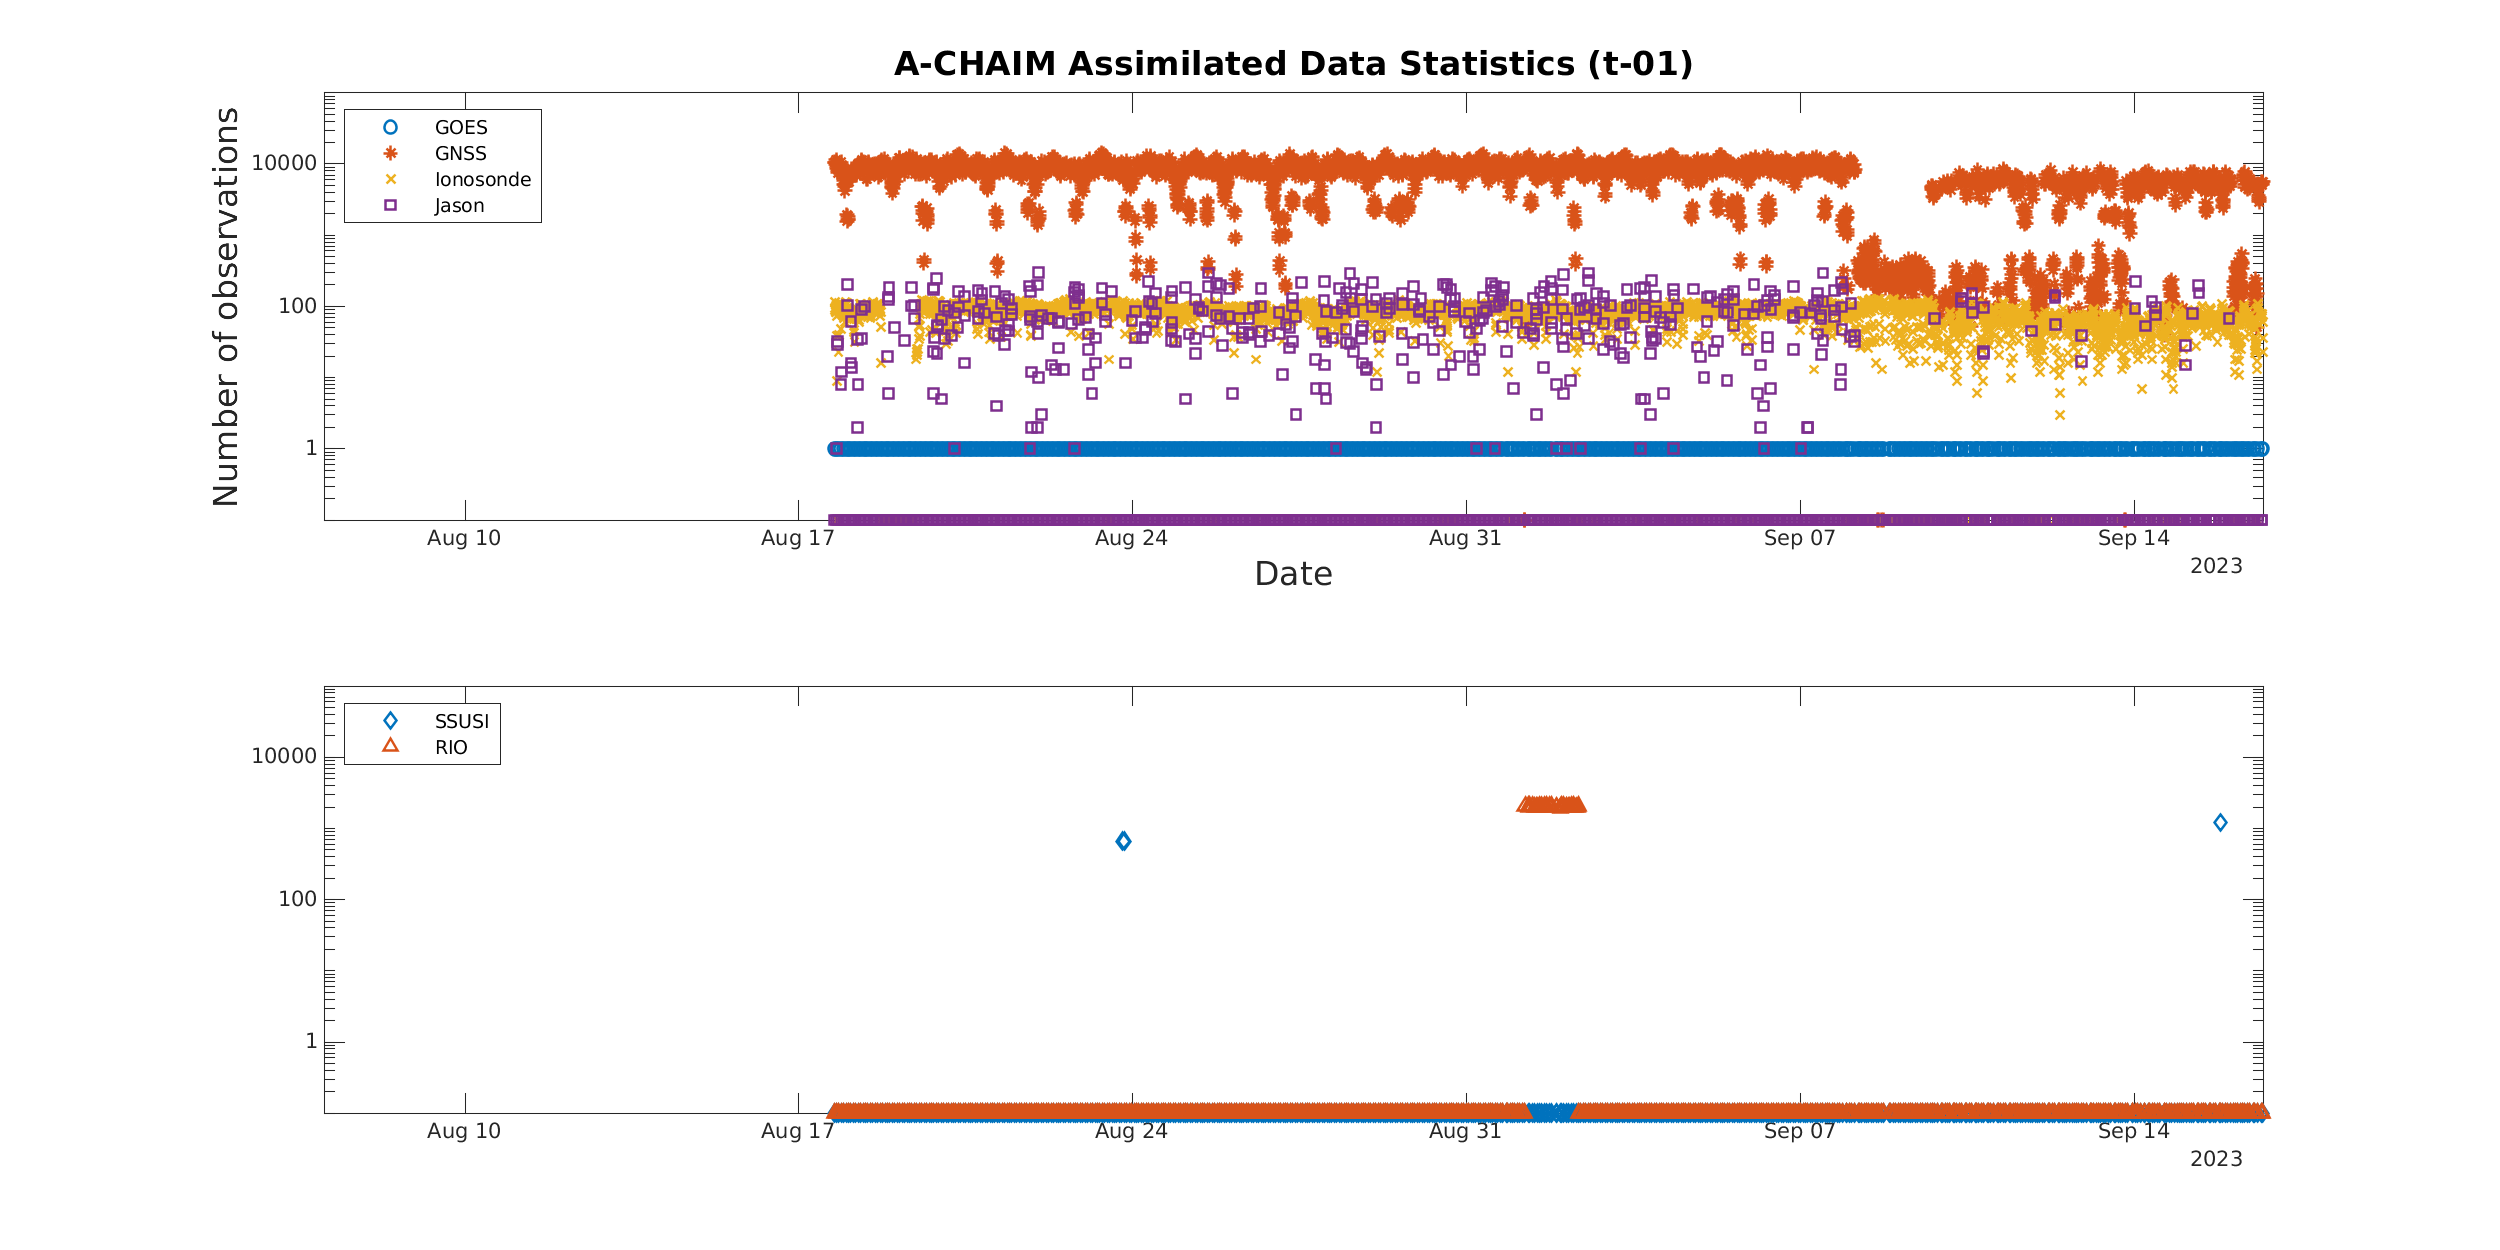 A-CHAIM Assimilated Data Statistics (t-01)
Number of observations
10000
100
1
GOES
GNSS
Ionosonde
Jason
Aug 10
Aug 17
Aug 24
Aug 31
Sep 07
Sep 14
2023
Date
10000
100
1
SSUSI
RIO
Aug 10
Aug 17
Aug 24
Aug 31
Sep 07
Sep 14
2023